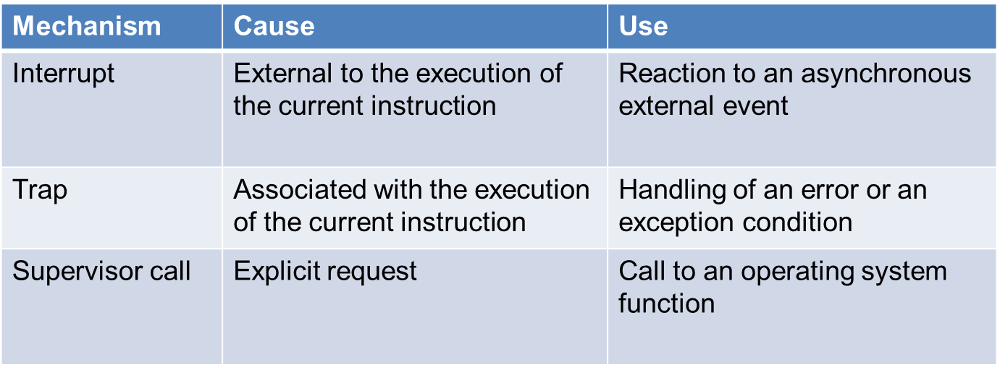 Mechanism Cause Use
Interrupt External to the execution of Reaction to an asynchronous
the current instruction external event
Trap Associated with the execution Handling of an error or an
of the current instruction exception condition
Supervisor call Explicit request Call to an operating system
function